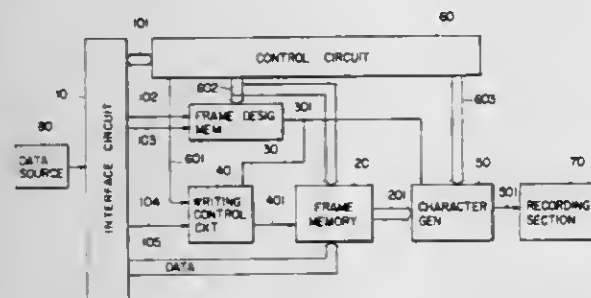 101
60
CONTROL CIRCUIT
10
102
602
603
FRAME DESIG
MEM
301
80
103
30
20
50
70
DATA
SOURCE
INTERFACE CIRCUIT
601
40
104
WRITING
CONTROL
CKT
401
FRAME
MEMORY
201
CHARACTER
GEN
501
RECORDING
SECTION
105
DATA